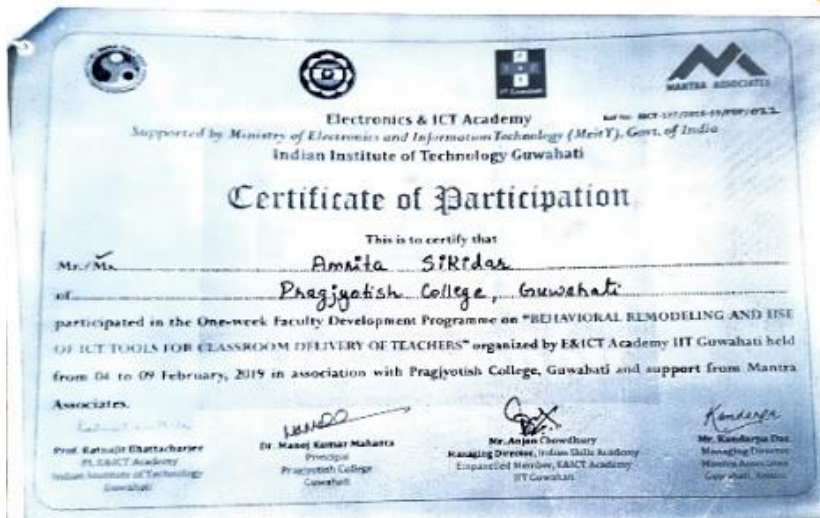 IIT Guwahati
MANTRA ASSOCIATES
Electronics & ICT Academy
Supported by Ministry of Electronics and Information Technology (MeitY), Govt. of India
Indian Institute of Technology Guwahati
Certificate of Participation
This is to certify that
Mr./Ms. Amrita Sikidar
of Pragjyotish College, Guwahati
participated in the One-week Faculty Development Programme on "BEHAVIORAL REMODELING AND USE
OF ICT TOOLS FOR CLASSROOM DELIVERY OF TEACHERS" organized by E&ICT Academy IIT Guwahati held
from 04 to 09 February, 2019 in association with Pragjyotish College, Guwahati and support from Mantra
Associates.
Prof. Ratnajit Bhattacharjee
PI, E&ICT Academy
Indian Institute of Technology
Guwahati
Dr. Manoj Kumar Mahanta
Principal
Pragjyotish College
Guwahati
Mr. Anjan Chowdhury
Managing Director, Indian Skills Academy
Empanelled Member, E&ICT Academy
IIT Guwahati
Kandarpa
Mr. Kandarpa Das
Managing Director
Mantra Associates
Guwahati, Assam